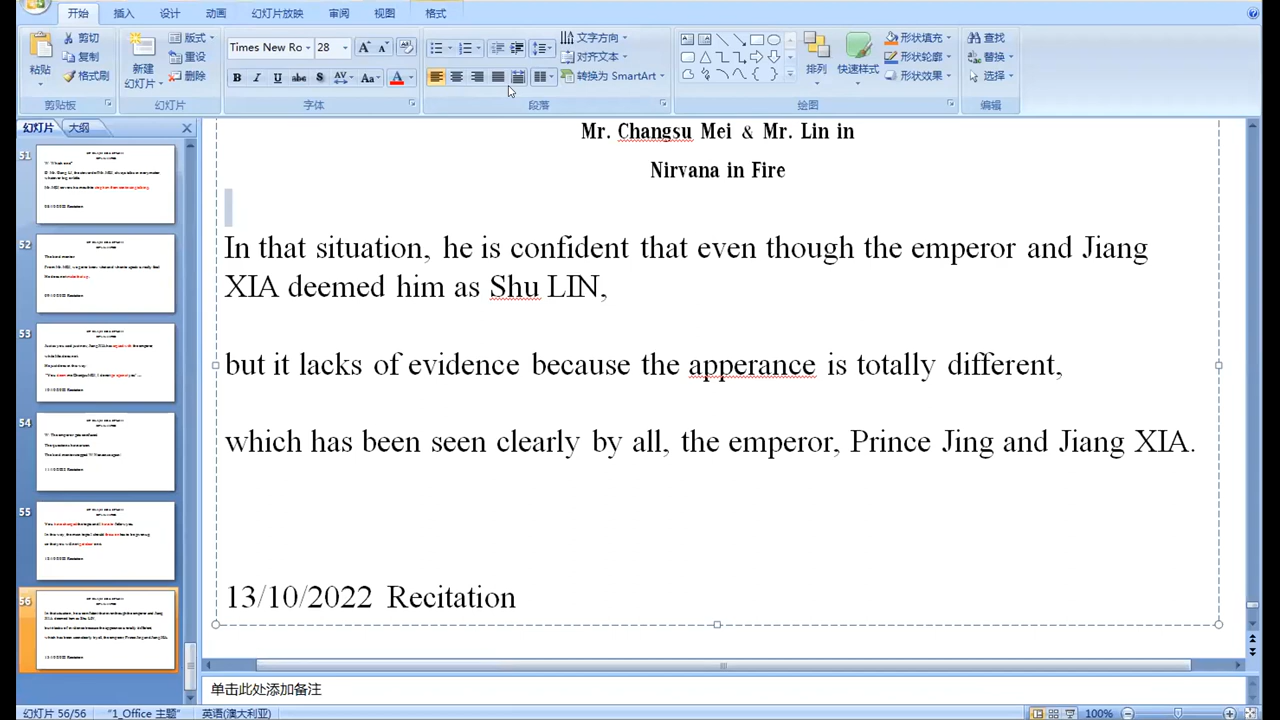 开始 插入 设计 动画 幻灯片放映 审阅 视图 格式
剪切 版式 Times New Ro 28 文字方向 形状填充 查找
复制 重设 对齐文本 形状轮廓 替换
粘贴 格式刷 新建 幻灯片 删除 B I U abc S AV Aa A 转换为 SmartArt 排列 快速样式 形状效果 选择
剪贴板 幻灯片 字体 段落 绘图 编辑
幻灯片 大纲
51
52
53
54
55
56
Mr. Changsu Mei & Mr. Lin in
Nirvana in Fire
In that situation, he is confident that even though the emperor and Jiang
XIA deemed him as Shu LIN,
but it lacks of evidence because the apperance is totally different,
which has been seen clearly by all, the emperor, Prince Jing and Jiang XIA.
13/10/2022 Recitation
单击此处添加备注
幻灯片 56/56 "1_Office 主题" 英语(澳大利亚) 100%